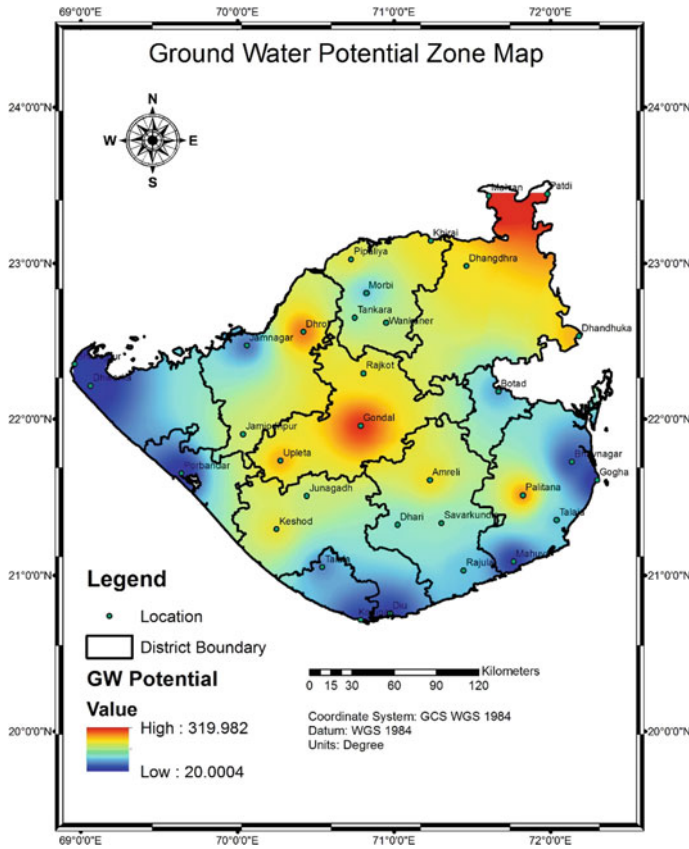 69°0'0"E 70°0'0"E 71°0'0"E 72°0'0"E
Ground Water Potential Zone Map
24°0'0"N 24°0'0"N
N
W E
S
Patdi
Khirai
23°0'0"N 23°0'0"N
Pipaliya
Dhangdhra
Morbi
Tankara
Wankaner
Dhrol
Dhandhuka
Jamnagar
Rajkot
Botad
22°0'0"N 22°0'0"N
Gondal
Jamjodhpur
Upleta
Bhavnagar
Porbandar
Gogha
Amreli
Junagadh
Palitana
Keshod
Dhari
Savarkundla
Talaja
21°0'0"N 21°0'0"N
Talala
Rajula
Mahuva
Diu
Legend
Location
District Boundary
GW Potential
Value
High : 319.982
Low : 20.0004
Kilometers
0 15 30 60 90 120
Coordinate System: GCS WGS 1984
Datum: WGS 1984
Units: Degree
20°0'0"N 20°0'0"N
69°0'0"E 70°0'0"E 71°0'0"E 72°0'0"E